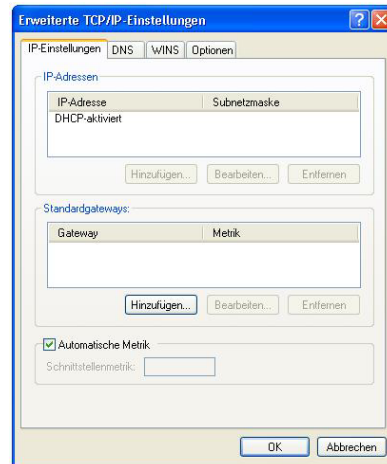 Erweiterte TCP/IP-Einstellungen
IP-Einstellungen DNS WINS Optionen
IP-Adressen
IP-Adresse Subnetzmaske
DHCP-aktiviert
Hinzufügen... Bearbeiten... Entfernen
Standardgateways:
Gateway Metrik
Hinzufügen... Bearbeiten... Entfernen
Automatische Metrik
Schnittstellenmetrik:
OK Abbrechen